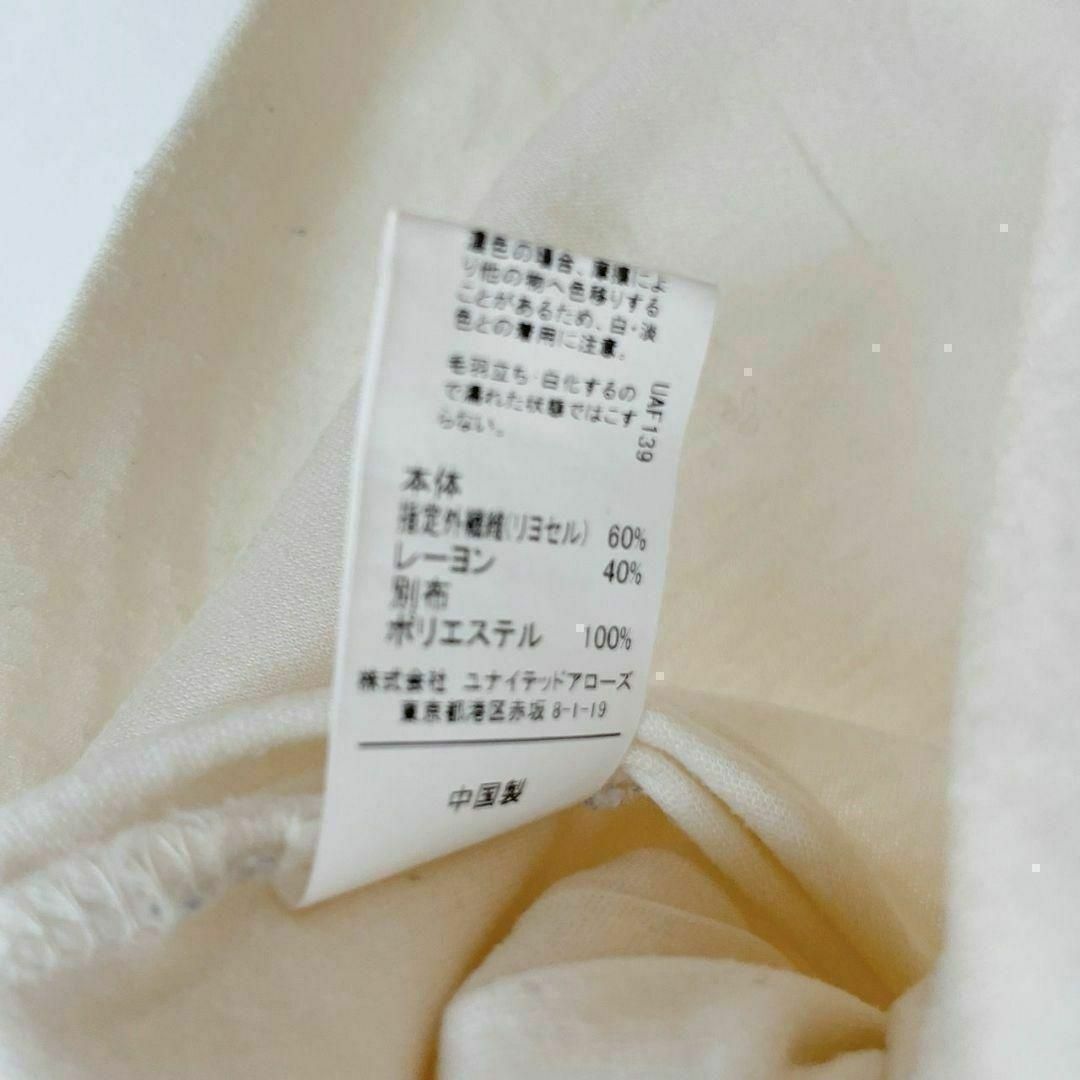 濃色の場合、摩擦によ
り他の物へ色移りする
ことがあるため、白・淡
色との着用に注意。
毛羽立ち・白化するの
で濡れた状態ではこす
らない。
UAF139
本体
指定外繊維(リヨセル) 60%
レーヨン 40%
別布
ポリエステル 100%
株式会社 ユナイテッドアローズ
東京都港区赤坂8-1-19
中国製